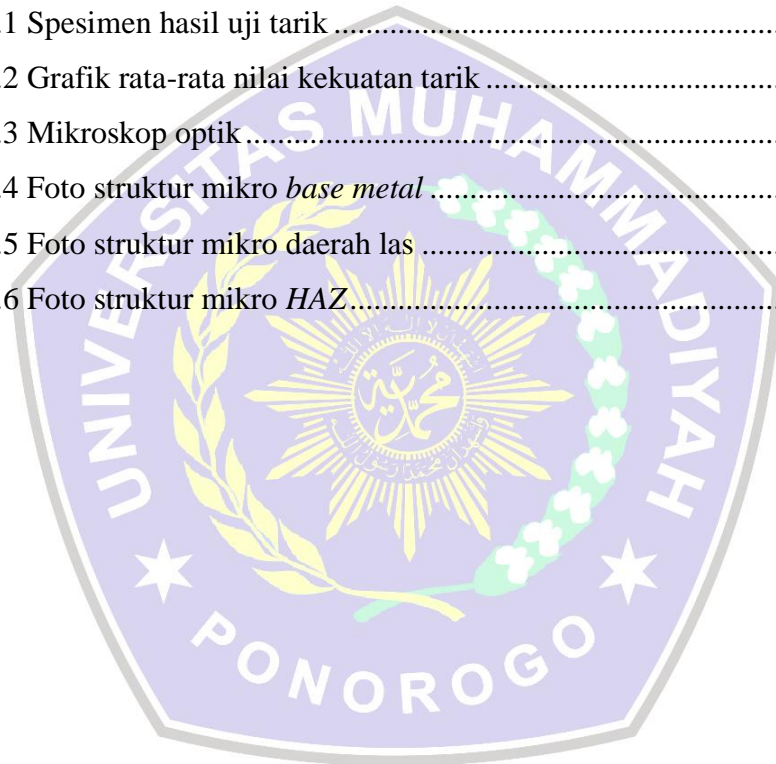 .1 Spesimen hasil uji tarik ............................................................
.2 Grafik rata-rata nilai kekuatan tarik ........................................
.3 Mikroskop optik ........................................................................
.4 Foto struktur mikro base metal ................................................
.5 Foto struktur mikro daerah las .................................................
.6 Foto struktur mikro HAZ ...........................................................
UNIVERSITAS MUHAMMADIYAH
PONOROGO
محمدية